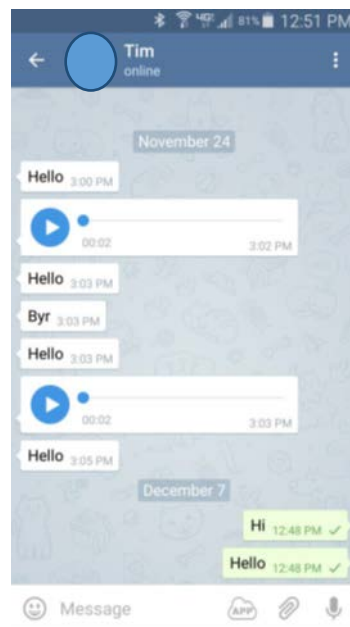 81% 12:51 PM
Tim
online
November 24
Hello 3:00 PM
00:02 3:02 PM
Hello 3:03 PM
Byr 3:03 PM
Hello 3:03 PM
00:02 3:03 PM
Hello 3:05 PM
December 7
Hi 12:48 PM
Hello 12:48 PM
Message APP